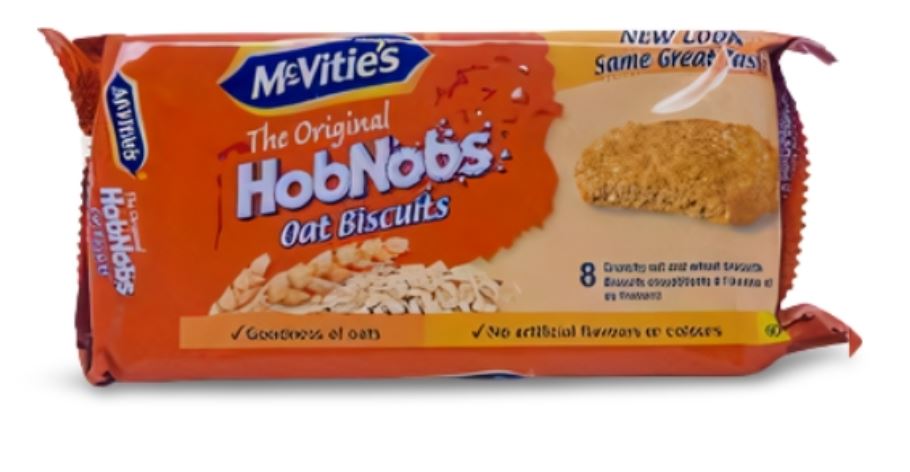 NEW LOOK
Same Great Taste
McVitie's
McVitie's
The Original
HobNobs
Oat Biscuits
The Original
HobNobs
8
✓ Goodness of oats
✓ No artificial flavours or colours